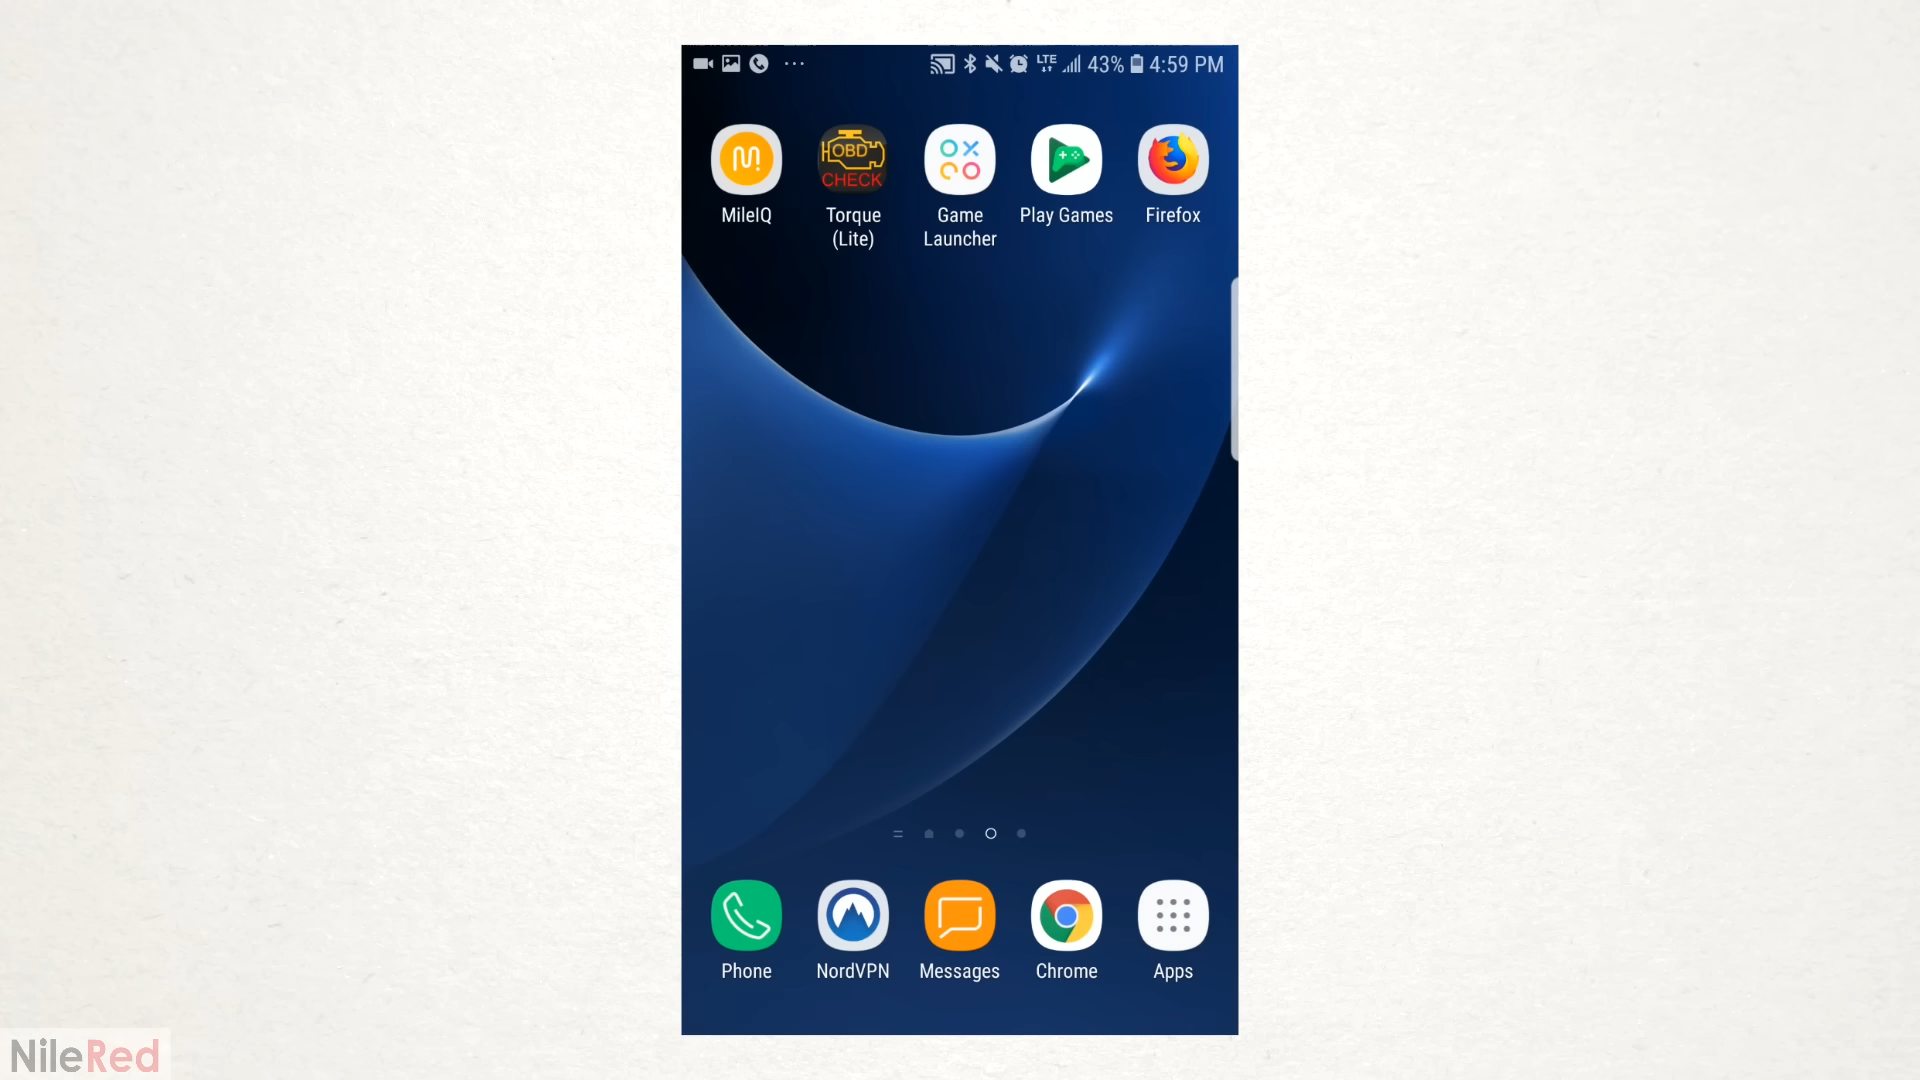 LTE 43% 4:59 PM
OBD
CHECK
MileIQ Torque (Lite) Game Launcher Play Games Firefox
Phone NordVPN Messages Chrome Apps
NileRed